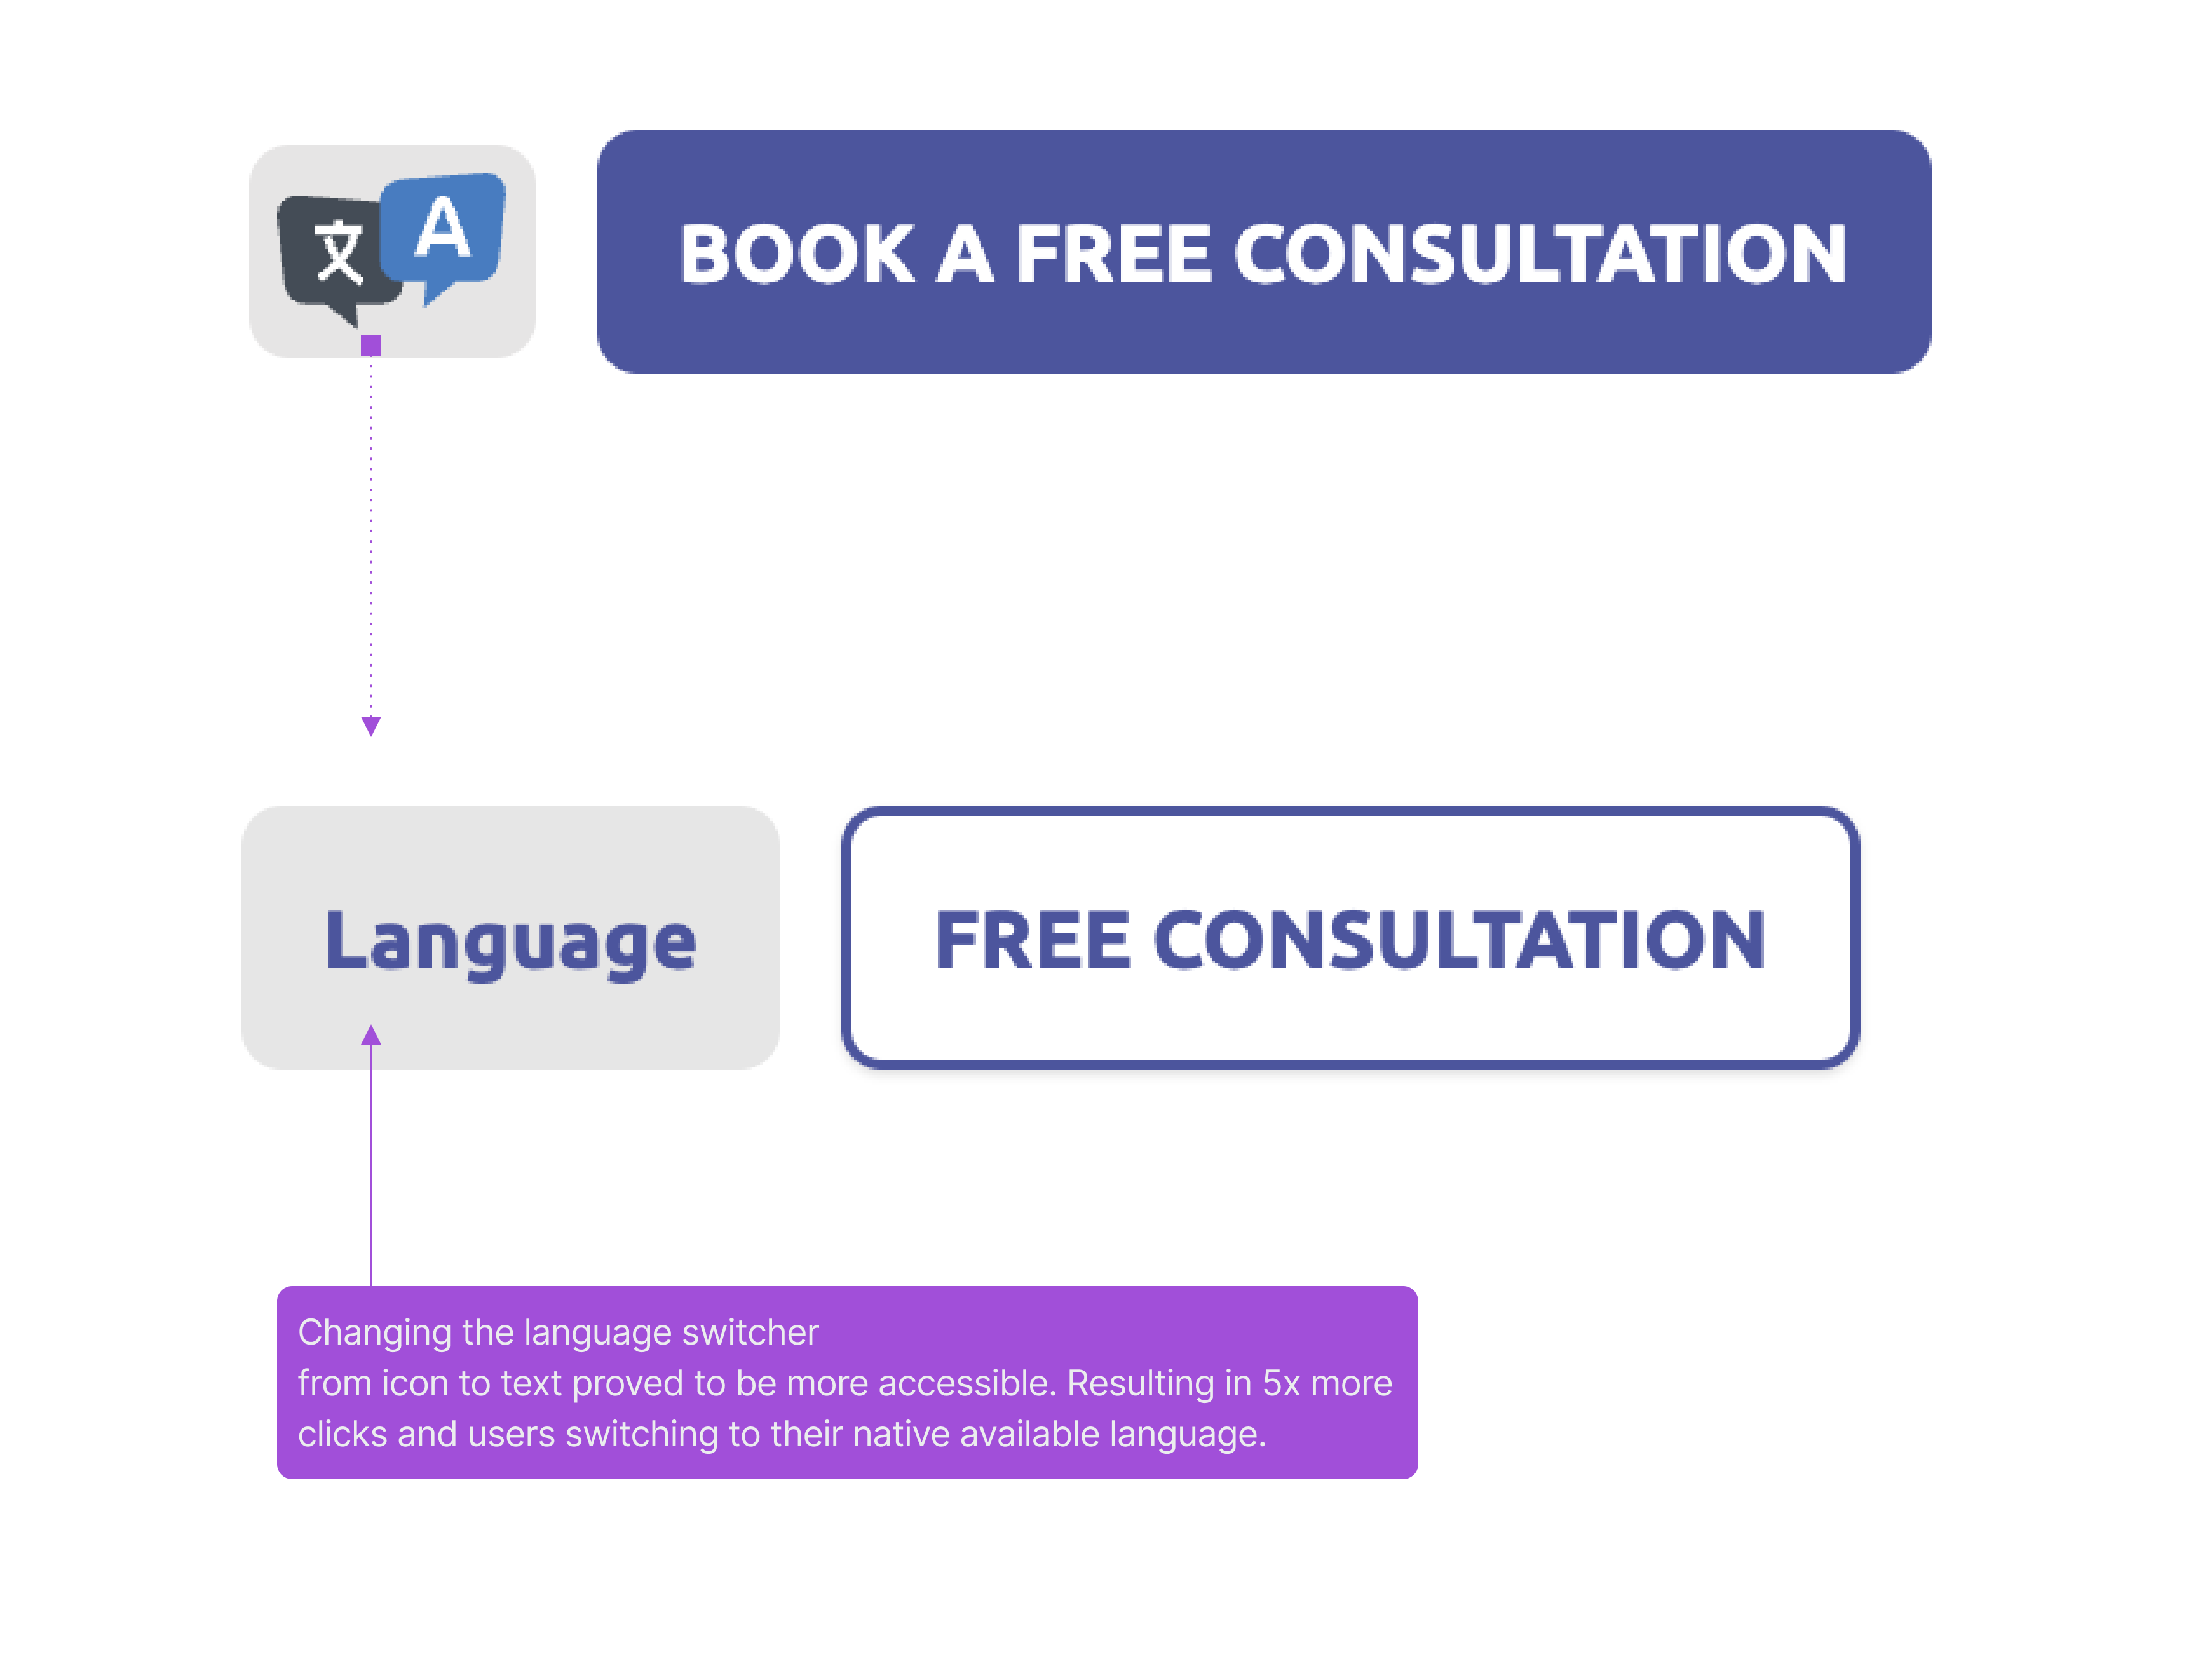 文 A
BOOK A FREE CONSULTATION
Language
FREE CONSULTATION
Changing the language switcher
from icon to text proved to be more accessible. Resulting in 5x more
clicks and users switching to their native available language.